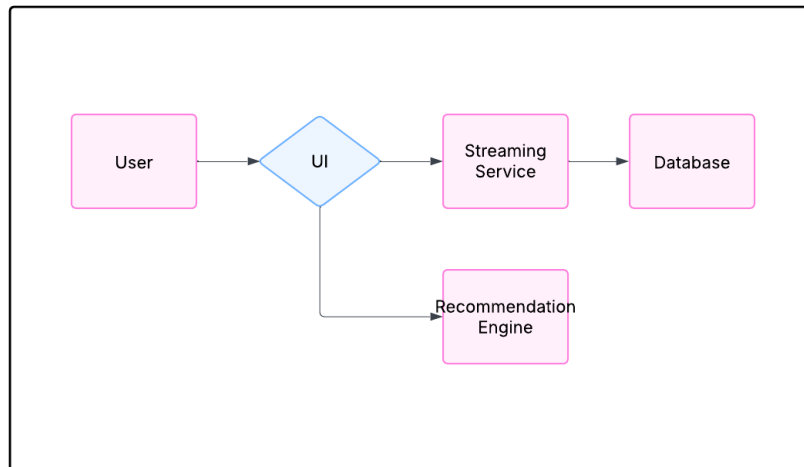 User
UI
Streaming
Service
Database
Recommendation
Engine